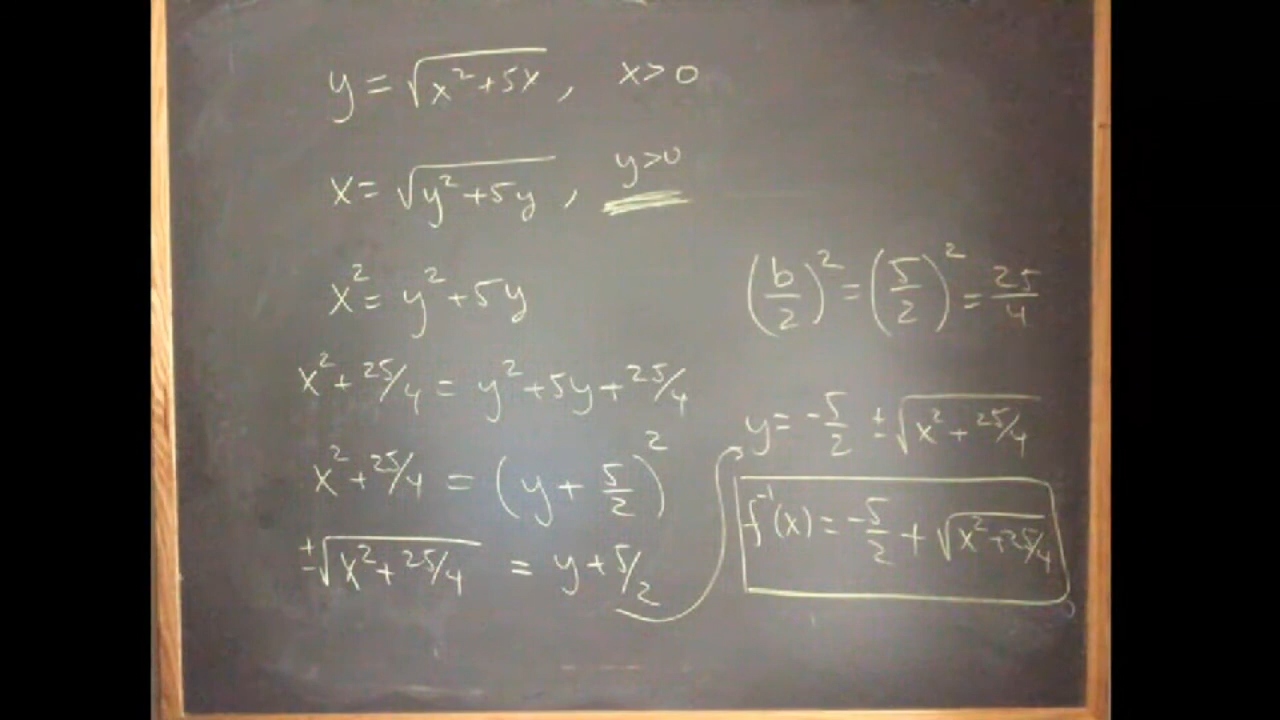 y = √(x² + 5x) , x > 0
x = √(y² + 5y) , y > 0
x² = y² + 5y
x² + 25/4 = y² + 5y + 25/4
x² + 25/4 = (y + 5/2)²
±√(x² + 25/4) = y + 5/2
(b/2)² = (5/2)² = 25/4
y = -5/2 ± √(x² + 25/4)
f⁻¹(x) = -5/2 + √(x² + 25/4)